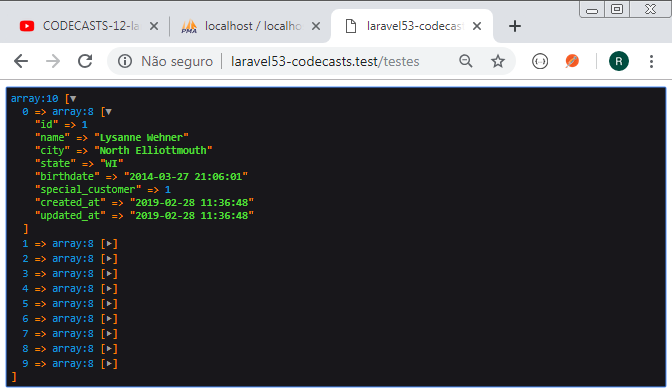 CODECASTS-12-la
PMA
localhost / localho
laravel53-codecas
Não seguro | laravel53-codecasts.test/testes
R
array:10 [▼
0 => array:8 [▼
"id" => 1
"name" => "Lysanne Wehner"
"city" => "North Elliottmouth"
"state" => "WI"
"birthdate" => "2014-03-27 21:06:01"
"special_customer" => 1
"created_at" => "2019-02-28 11:36:48"
"updated_at" => "2019-02-28 11:36:48"
]
1 => array:8 [▶]
2 => array:8 [▶]
3 => array:8 [▶]
4 => array:8 [▶]
5 => array:8 [▶]
6 => array:8 [▶]
7 => array:8 [▶]
8 => array:8 [▶]
9 => array:8 [▶]
]